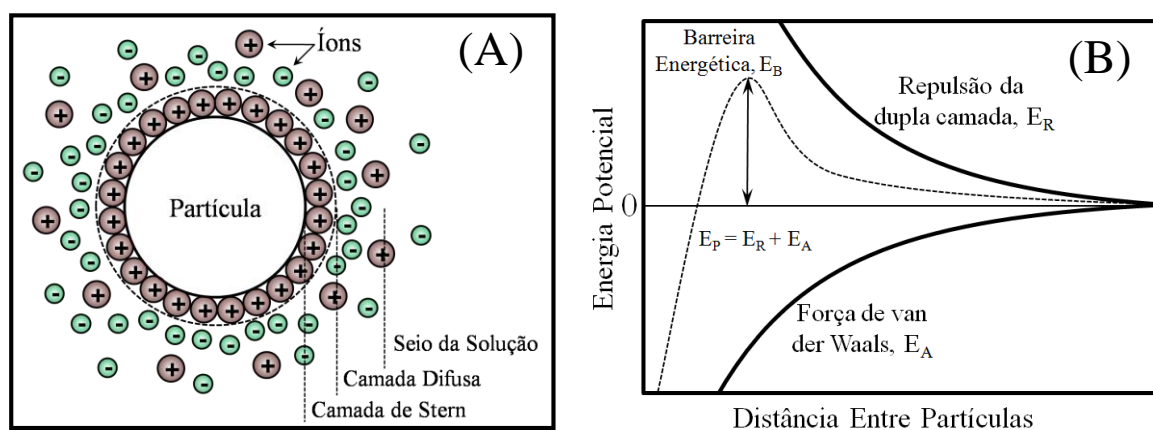 (A)
Íons
Partícula
Seio da Solução
Camada Difusa
Camada de Stern
(B)
Barreira
Energética, E_B
Repulsão da
dupla camada, E_R
0
E_P = E_R + E_A
Força de van
der Waals, E_A
Energia Potencial
Distância Entre Partículas